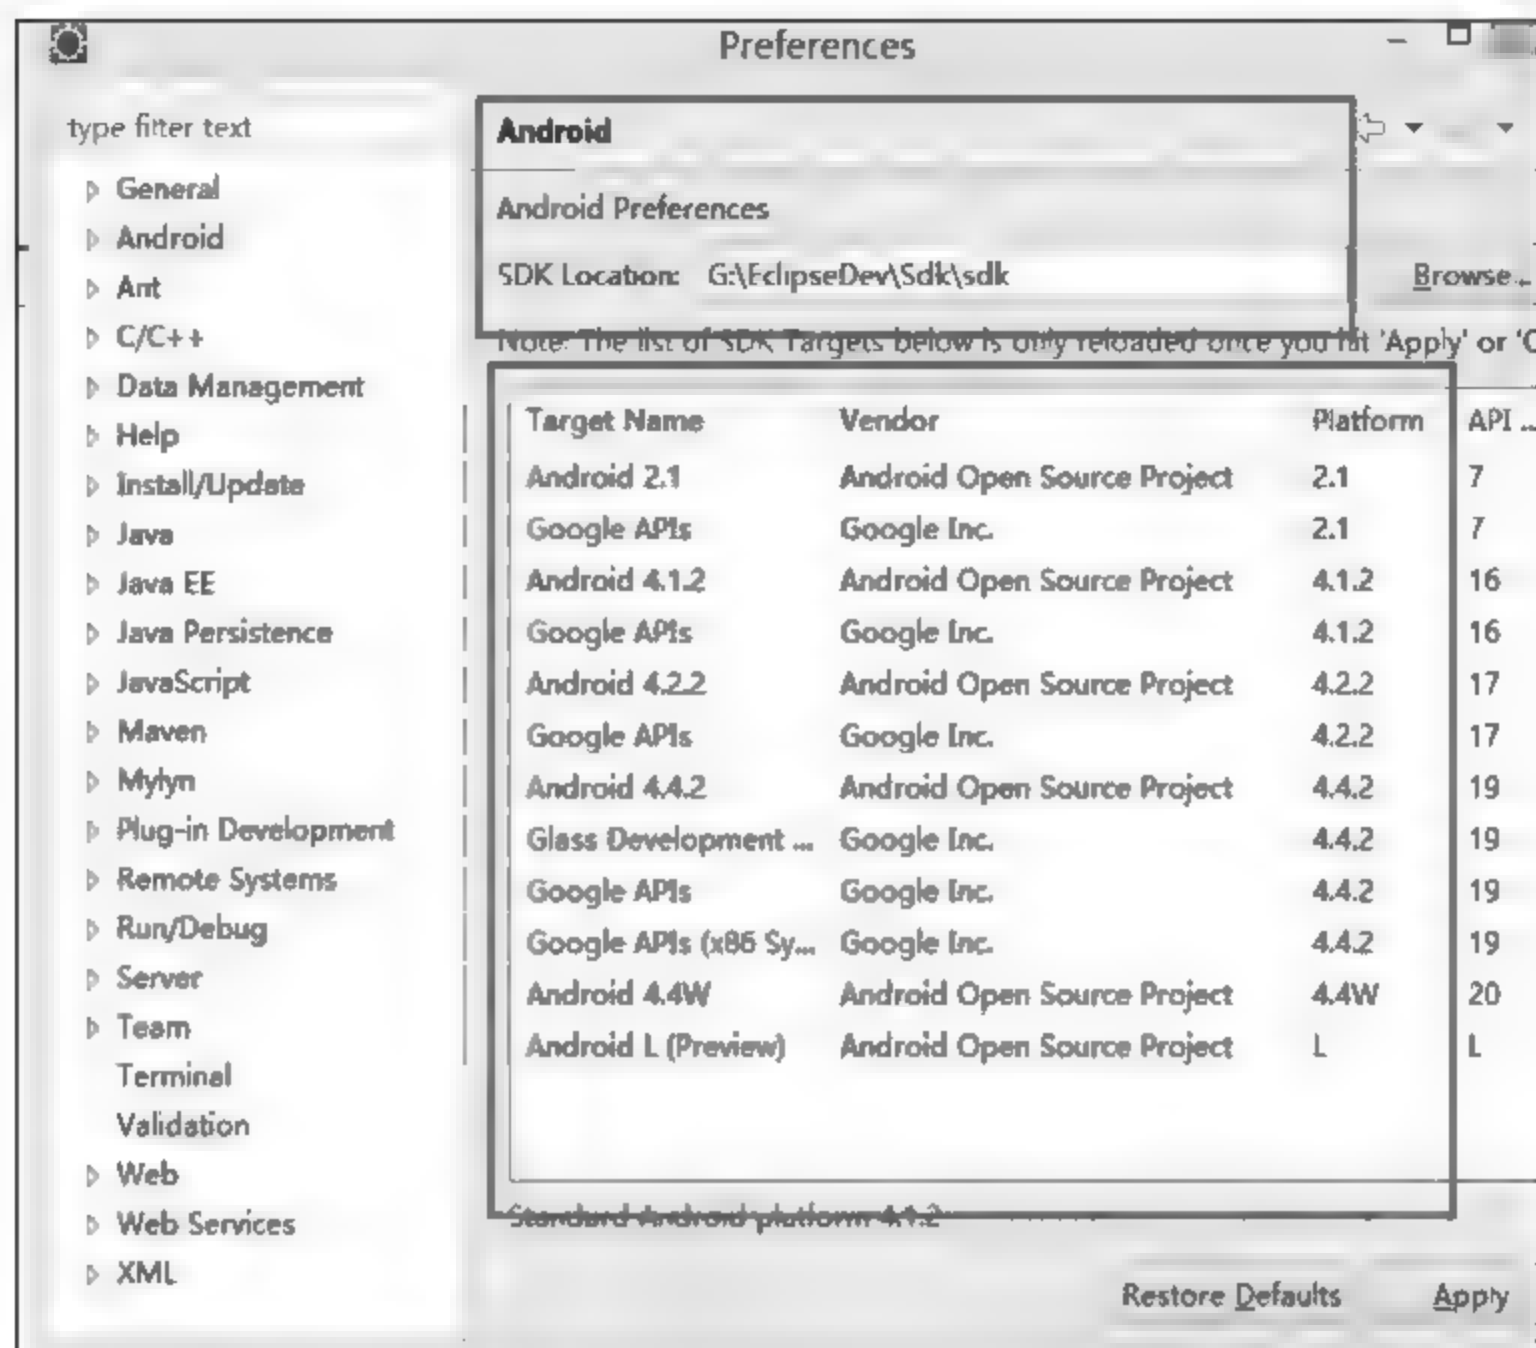 Preferences
type filter text
General
Android
Ant
C/C++
Data Management
Help
Install/Update
Java
Java EE
Java Persistence
JavaScript
Maven
Mylyn
Plug-in Development
Remote Systems
Run/Debug
Server
Team
Terminal
Validation
Web
Web Services
XML
Android
Android Preferences
SDK Location: G:\EclipseDev\Sdk\sdk Browse...
Note: The list of SDK Targets below is only reloaded once you hit 'Apply' or 'O
Target Name Vendor Platform API ...
Android 2.1 Android Open Source Project 2.1 7
Google APIs Google Inc. 2.1 7
Android 4.1.2 Android Open Source Project 4.1.2 16
Google APIs Google Inc. 4.1.2 16
Android 4.2.2 Android Open Source Project 4.2.2 17
Google APIs Google Inc. 4.2.2 17
Android 4.4.2 Android Open Source Project 4.4.2 19
Glass Development ... Google Inc. 4.4.2 19
Google APIs Google Inc. 4.4.2 19
Google APIs (x86 Sy... Google Inc. 4.4.2 19
Android 4.4W Android Open Source Project 4.4W 20
Android L (Preview) Android Open Source Project L L
Standard Android platform 4.1.2
Restore Defaults Apply